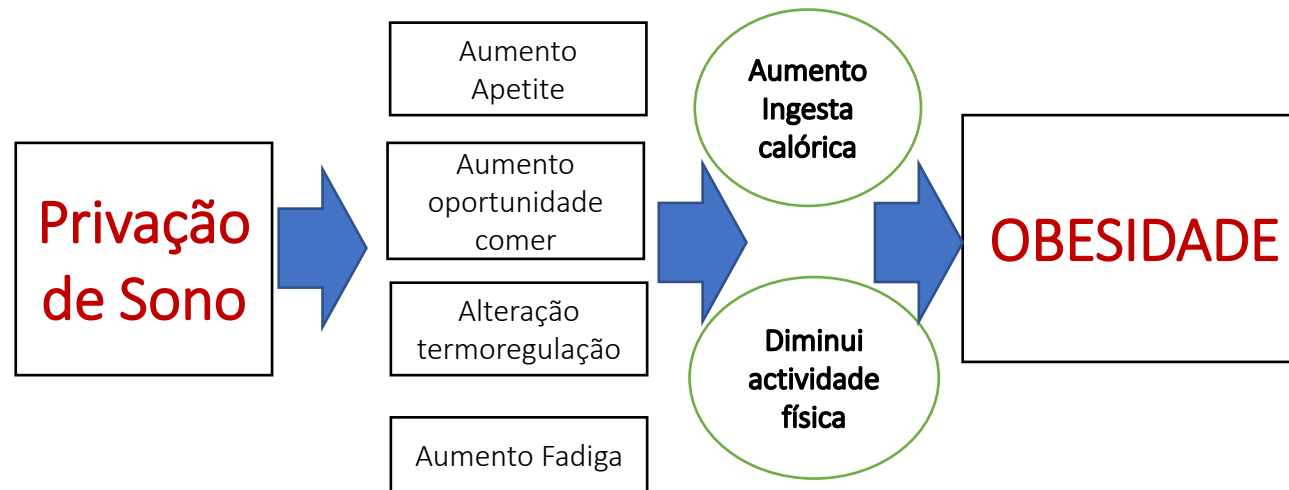 Privação
de Sono
Aumento
Apetite
Aumento
oportunidade
comer
Alteração
termoregulação
Aumento Fadiga
Aumento
Ingesta
calórica
Diminui
actividade
física
OBESIDADE